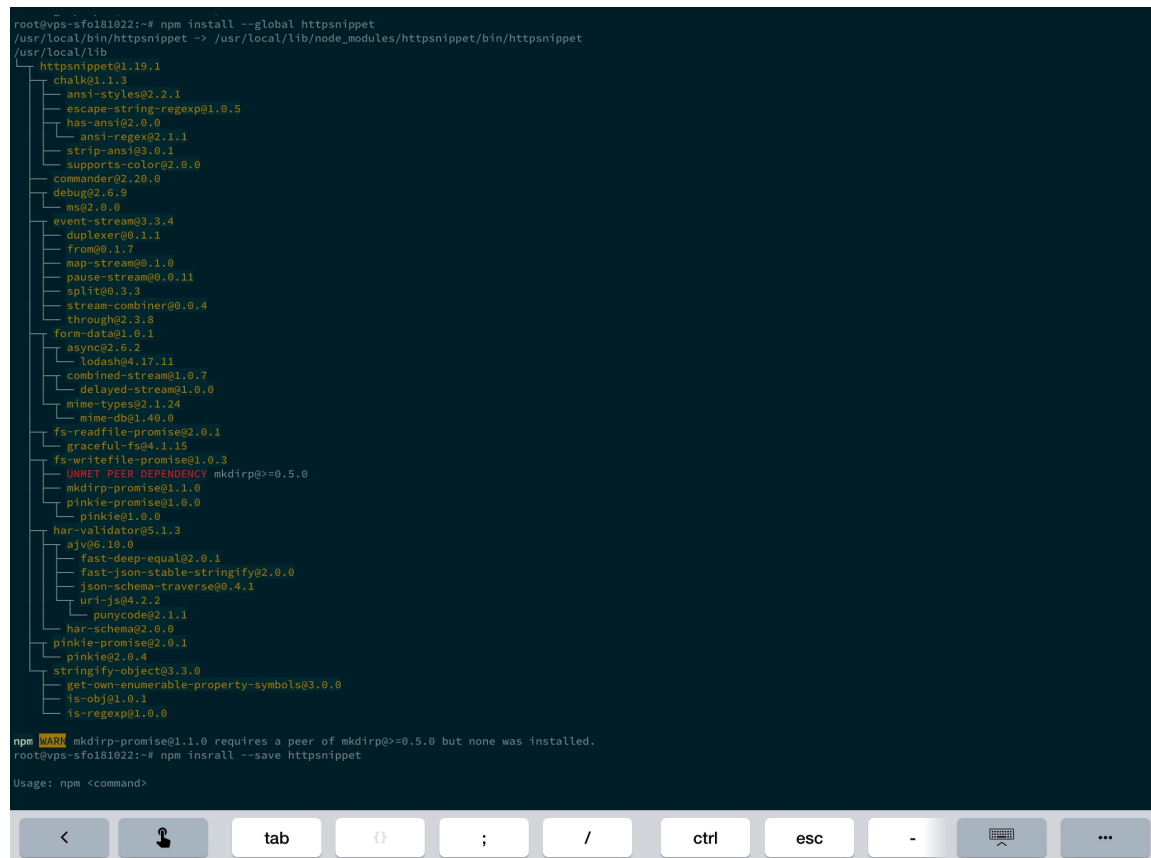 root@vps-sfo181022:~# npm install --global httpsnippet
/usr/local/bin/httpsnippet -> /usr/local/lib/node_modules/httpsnippet/bin/httpsnippet
/usr/local/lib
└─┬ httpsnippet@1.19.1
  ├─┬ chalk@1.1.3
  │ ├── ansi-styles@2.2.1
  │ ├── escape-string-regexp@1.0.5
  │ ├─┬ has-ansi@2.0.0
  │ │ └── ansi-regex@2.1.1
  │ ├── strip-ansi@3.0.1
  │ └── supports-color@2.0.0
  ├── commander@2.20.0
  ├─┬ debug@2.6.9
  │ └── ms@2.0.0
  ├─┬ event-stream@3.3.4
  │ ├── duplexer@0.1.1
  │ ├── from@0.1.7
  │ ├── map-stream@0.1.0
  │ ├── pause-stream@0.0.11
  │ ├── split@0.3.3
  │ ├── stream-combiner@0.0.4
  │ └── through@2.3.8
  ├─┬ form-data@1.0.1
  │ ├─┬ async@2.6.2
  │ │ └── lodash@4.17.11
  │ ├─┬ combined-stream@1.0.7
  │ │ └── delayed-stream@1.0.0
  │ └─┬ mime-types@2.1.24
  │   └── mime-db@1.40.0
  ├─┬ fs-readfile-promise@2.0.1
  │ └── graceful-fs@4.1.15
  ├─┬ fs-writefile-promise@1.0.3
  │ ├── UNMET PEER DEPENDENCY mkdirp@>=0.5.0
  │ ├── mkdirp-promise@1.1.0
  │ └─┬ pinkie-promise@1.0.0
  │   └── pinkie@1.0.0
  ├─┬ har-validator@5.1.3
  │ ├─┬ ajv@6.10.0
  │ │ ├── fast-deep-equal@2.0.1
  │ │ ├── fast-json-stable-stringify@2.0.0
  │ │ ├── json-schema-traverse@0.4.1
  │ │ └─┬ uri-js@4.2.2
  │ │   └── punycode@2.1.1
  │ └── har-schema@2.0.0
  ├─┬ pinkie-promise@2.0.1
  │ └── pinkie@2.0.4
  └─┬ stringify-object@3.3.0
    ├── get-own-enumerable-property-symbols@3.0.0
    ├── is-obj@1.0.1
    └── is-regexp@1.0.0
npm WARN mkdirp-promise@1.1.0 requires a peer of mkdirp@>=0.5.0 but none was installed.
root@vps-sfo181022:~# npm insrall --save httpsnippet
Usage: npm <command>
tab {} ; / ctrl esc - •••